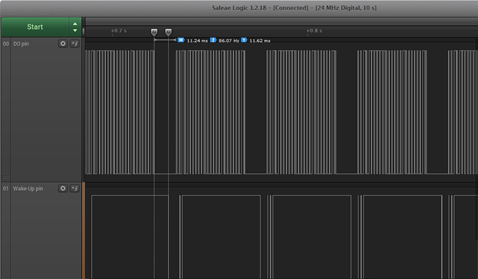 Saleae Logic 1.2.18 - [Connected] - [24 MHz Digital, 10 s]
Start
+0.7 s
+0.8 s
W 11.24 ms F 86.07 Hz T 11.62 ms
00 DO pin
01 Wake-Up pin